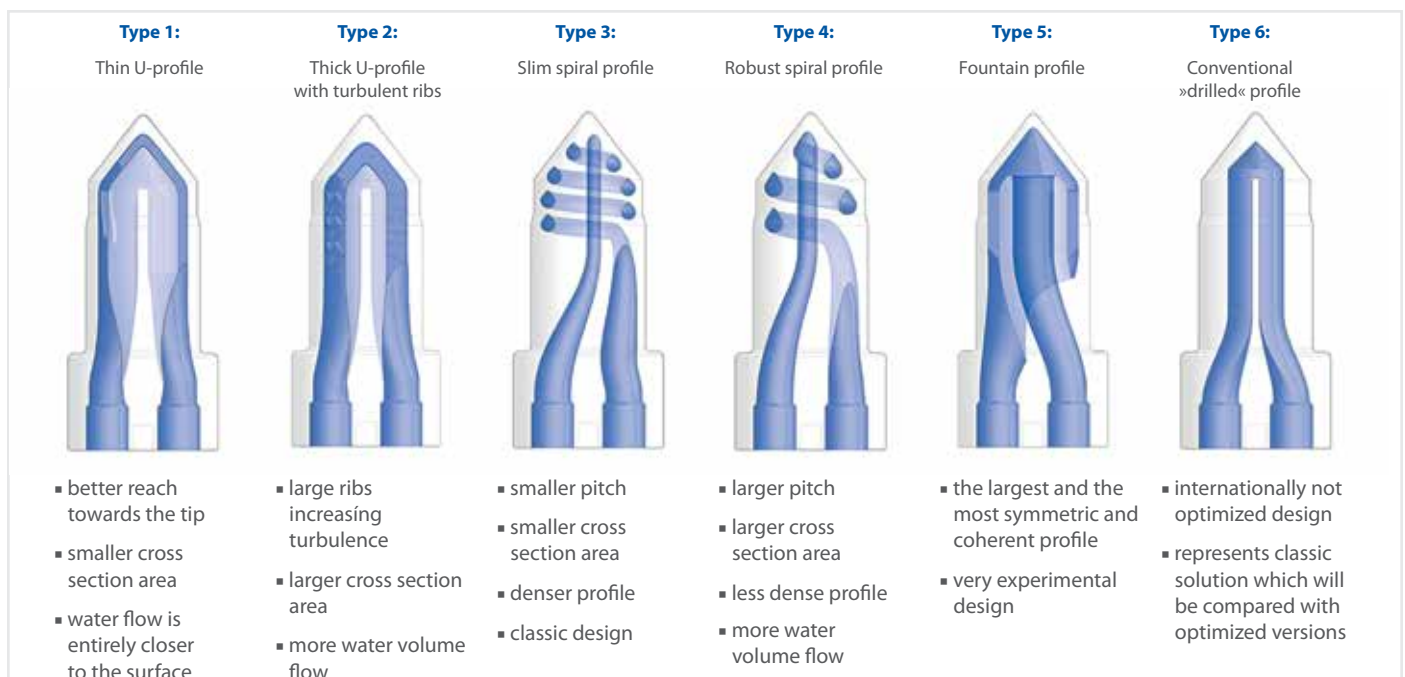 Type 1:
Thin U-profile
▪ better reach
towards the tip
▪ smaller cross
section area
▪ water flow is
entirely closer
to the surface
Type 2:
Thick U-profile
with turbulent ribs
▪ large ribs
increasíng
turbulence
▪ larger cross section
area
▪ more water volume
flow
Type 3:
Slim spiral profile
▪ smaller pitch
▪ smaller cross
section area
▪ denser profile
▪ classic design
Type 4:
Robust spiral profile
▪ larger pitch
▪ larger cross
section area
▪ less dense profile
▪ more water
volume flow
Type 5:
Fountain profile
▪ the largest and the
most symmetric and
coherent profile
▪ very experimental
design
Type 6:
Conventional
»drilled« profile
▪ internationally not
optimized design
▪ represents classic
solution which will
be compared with
optimized versions